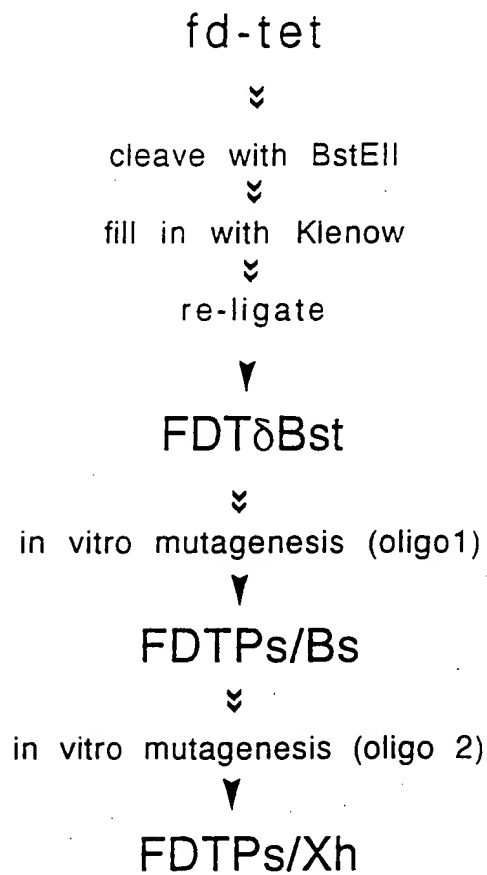 fd-tet
cleave with BstEII
fill in with Klenow
re-ligate
FDTδBst
in vitro mutagenesis (oligo1)
FDTPs/Bs
in vitro mutagenesis (oligo 2)
FDTPs/Xh